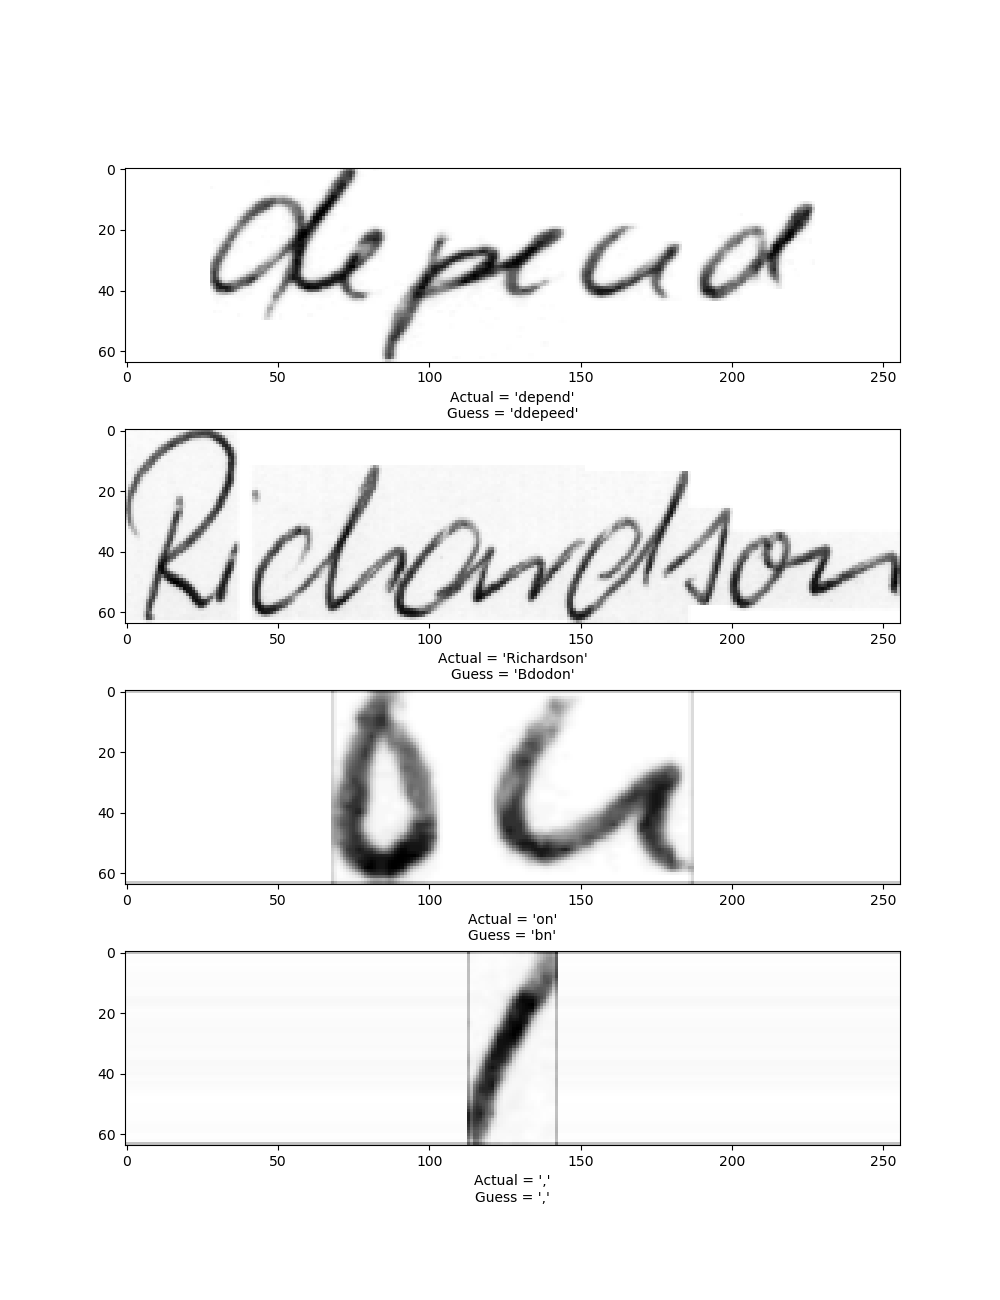 depend
0
20
40
60
0 50 100 150 200 250
Actual = 'depend'
Guess = 'ddepeed'
Richardson
0
20
40
60
0 50 100 150 200 250
Actual = 'Richardson'
Guess = 'Bdodon'
on
0
20
40
60
0 50 100 150 200 250
Actual = 'on'
Guess = 'bn'
,
0
20
40
60
0 50 100 150 200 250
Actual = ','
Guess = ','